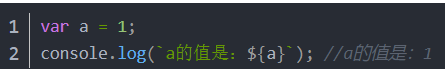 1 var a = 1;
2 console.log(`a的值是：${a}`); //a的值是：1